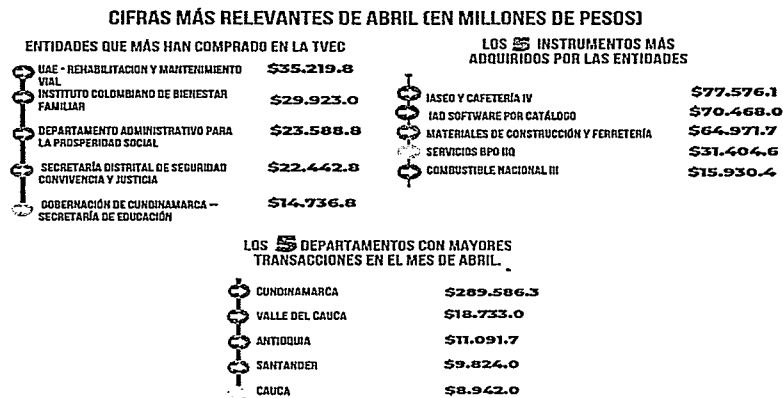 CIFRAS MÁS RELEVANTES DE ABRIL (EN MILLONES DE PESOS)
ENTIDADES QUE MÁS HAN COMPRADO EN LA TVEC
UAE - REHABILITACION Y MANTENIMIENTO VIAL $35.219.8
INSTITUTO COLOMBIANO DE BIENESTAR FAMILIAR $29.923.0
DEPARTAMENTO ADMINISTRATIVO PARA LA PROSPERIDAD SOCIAL $23.588.8
SECRETARÍA DISTRITAL DE SEGURIDAD CONVIVENCIA Y JUSTICIA $22.442.8
GOBERNACIÓN DE CUNDINAMARCA – SECRETARÍA DE EDUCACIÓN $14.736.8
LOS 5 INSTRUMENTOS MÁS
ADQUIRIDOS POR LAS ENTIDADES
IASEO Y CAFETERÍA IV $77.576.1
IAD SOFTWARE POR CATÁLOGO $70.468.0
MATERIALES DE CONSTRUCCIÓN Y FERRETERÍA $64.971.7
SERVICIOS BPO IIQ $31.404.6
COMBUSTIBLE NACIONAL III $15.930.4
LOS 5 DEPARTAMENTOS CON MAYORES
TRANSACCIONES EN EL MES DE ABRIL.
CUNDINAMARCA $289.586.3
VALLE DEL CAUCA $18.733.0
ANTIOQUIA $11.091.7
SANTANDER $9.824.0
CAUCA $8.942.0